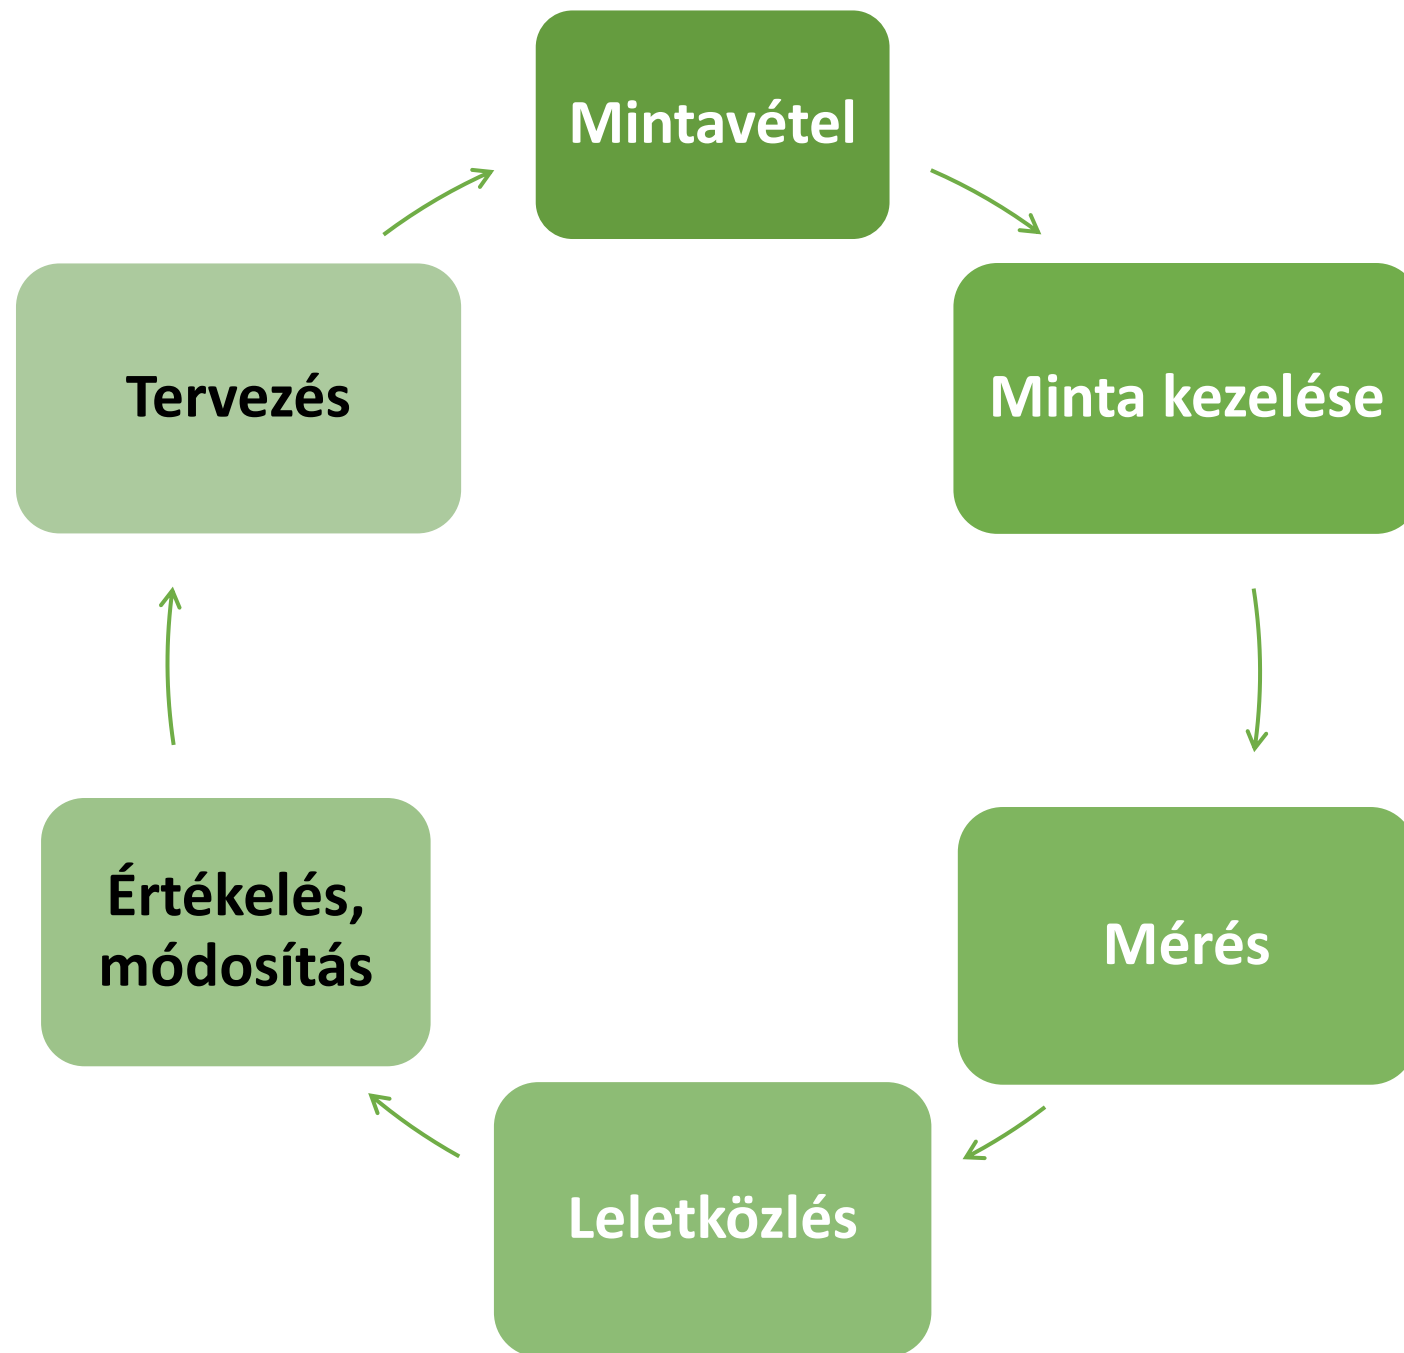 Mintavétel
Minta kezelése
Mérés
Leletközlés
Értékelés,
módosítás
Tervezés